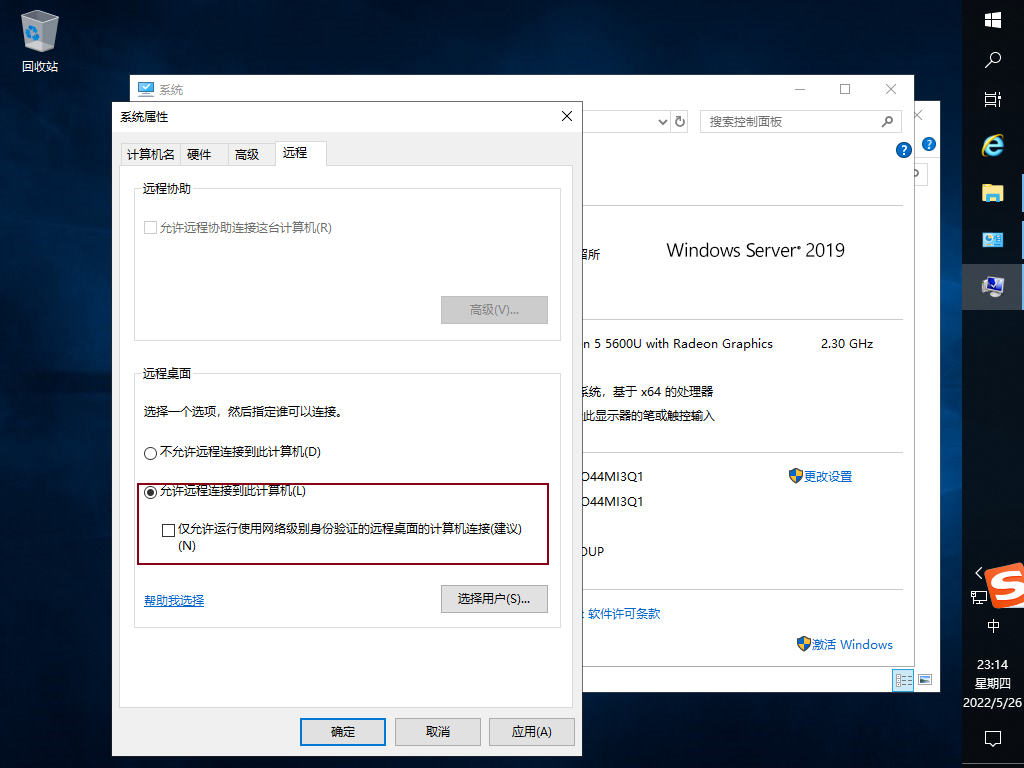 回收站
系统
系统属性
搜索控制面板
计算机名
硬件
高级
远程
远程协助
允许远程协助连接这台计算机(R)
留所
Windows Server® 2019
高级(V)...
n 5 5600U with Radeon Graphics
2.30 GHz
远程桌面
系统，基于 x64 的处理器
选择一个选项，然后指定谁可以连接。
此显示器的笔或触控输入
不允许远程连接到此计算机(D)
O44MI3Q1
更改设置
允许远程连接到此计算机(L)
O44MI3Q1
仅允许运行使用网络级别身份验证的远程桌面的计算机连接(建议)
(N)
OUP
帮助我选择
选择用户(S)...
软件许可条款
激活 Windows
确定
取消
应用(A)
S
中
23:14
星期四
2022/5/26